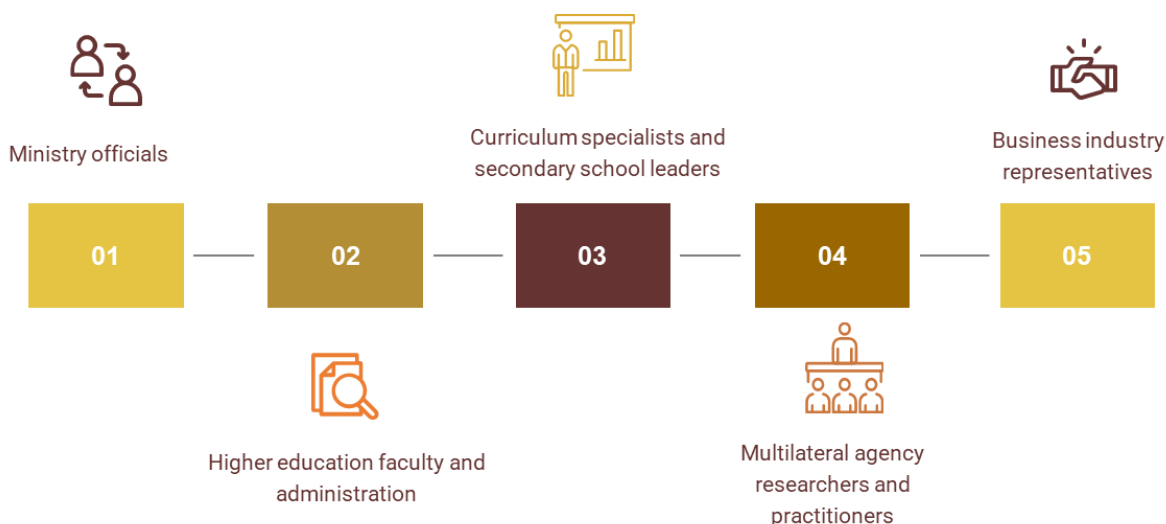 Ministry officials
Curriculum specialists and
secondary school leaders
Business industry
representatives
01
02
03
04
05
Higher education faculty and
administration
Multilateral agency
researchers and
practitioners